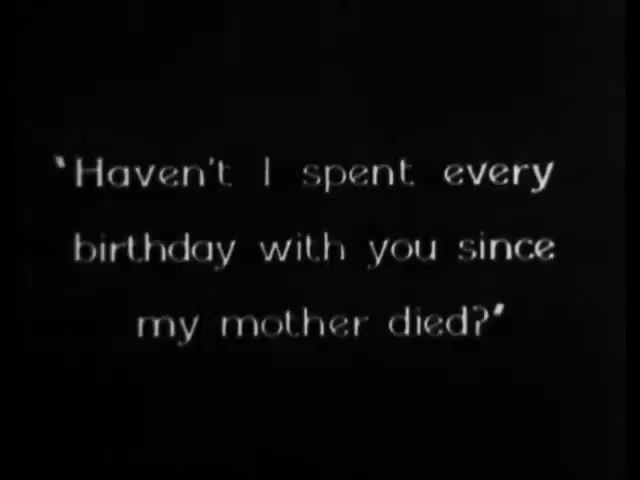 "Haven't I spent every
birthday with you since
my mother died?"